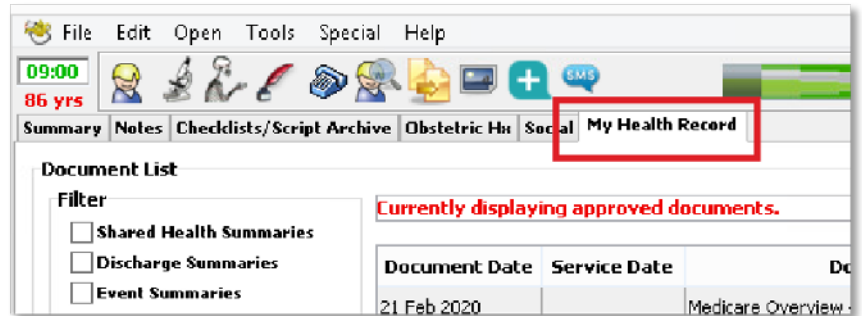 File Edit Open Tools Special Help
09:00
SMS
86 yrs
Summary Notes Checklists/Script Archive Obstetric Hx Social My Health Record
Document List
Filter
Currently displaying approved documents.
Shared Health Summaries
Discharge Summaries
Document Date Service Date Do
Event Summaries
21 Feb 2020 Medicare Overview -